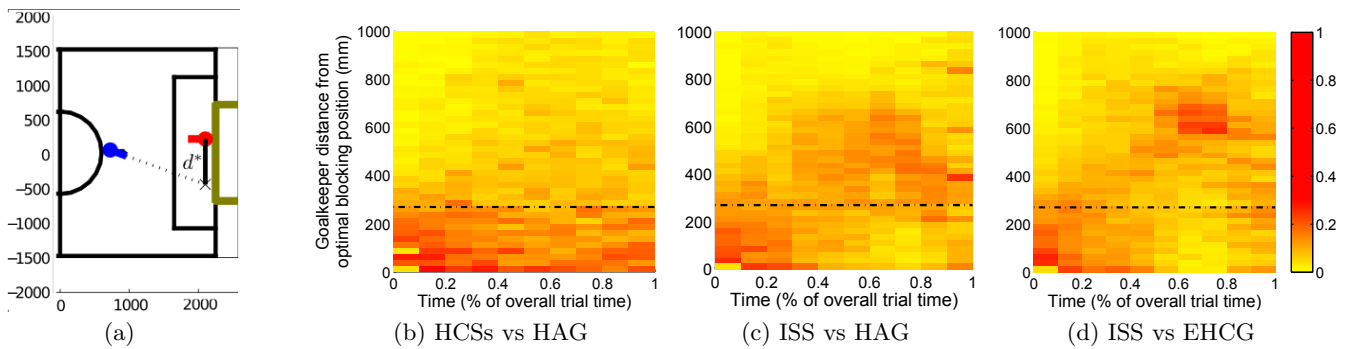 2000
1500
1000
500
0
−500
−1000
−1500
−2000
0 1000 2000
d*
(a)
Goalkeeper distance from
optimal blocking position (mm)
1000
800
600
400
200
0
0 0.2 0.4 0.6 0.8 1
Time (% of overall trial time)
(b) HCSs vs HAG
1000
800
600
400
200
0
0 0.2 0.4 0.6 0.8 1
Time (% of overall trial time)
(c) ISS vs HAG
1000
800
600
400
200
0
0 0.2 0.4 0.6 0.8 1
Time (% of overall trial time)
(d) ISS vs EHCG
1
0.8
0.6
0.4
0.2
0